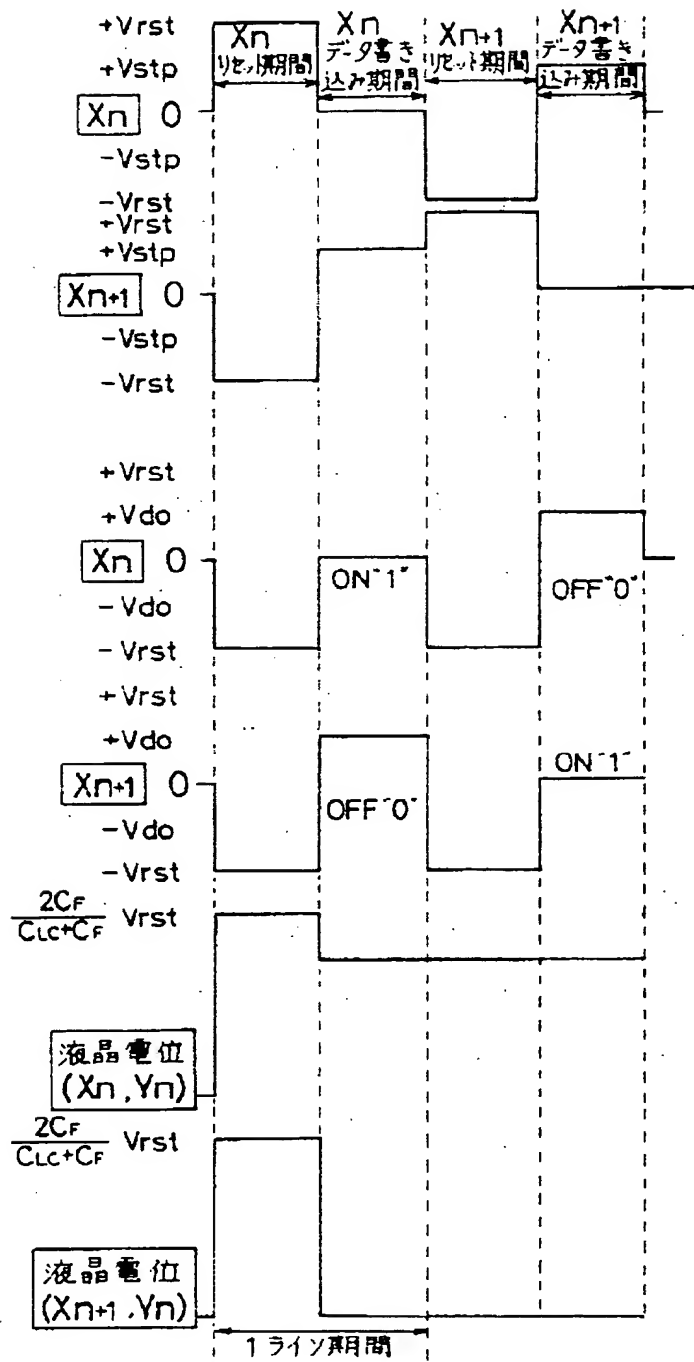 +Vrst
Xn
リセット期間
Xn
データ書き
込み期間
Xn+1
リセット期間
Xn+1
データ書き
込み期間
+Vstp
Xn 0
-Vstp
-Vrst
+Vrst
+Vstp
Xn+1 0
-Vstp
-Vrst
+Vrst
+Vdo
Xn 0
ON"1"
OFF"0"
-Vdo
-Vrst
+Vrst
+Vdo
Xn+1 0
OFF"0"
ON"1"
-Vdo
-Vrst
2CF
CLC+CF Vrst
液晶電位
(Xn,Yn)
2CF
CLC+CF Vrst
液晶電位
(Xn+1,Yn)
1ライン期間